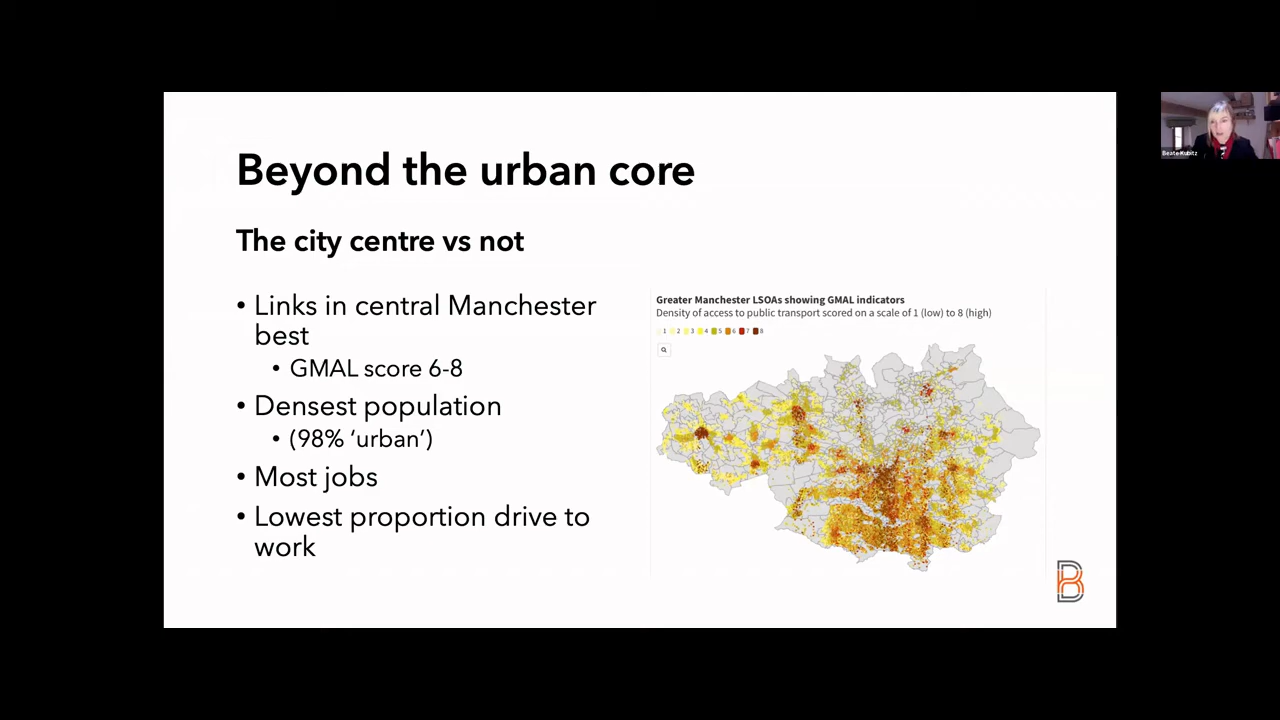 Beyond the urban core
The city centre vs not
• Links in central Manchester
best
• GMAL score 6-8
• Densest population
• (98% ‘urban’)
• Most jobs
• Lowest proportion drive to
work
Greater Manchester LSOAs showing GMAL indicators
Density of access to public transport scored on a scale of 1 (low) to 8 (high)
1 2 3 4 5 6 7 8
Beate Kubitz